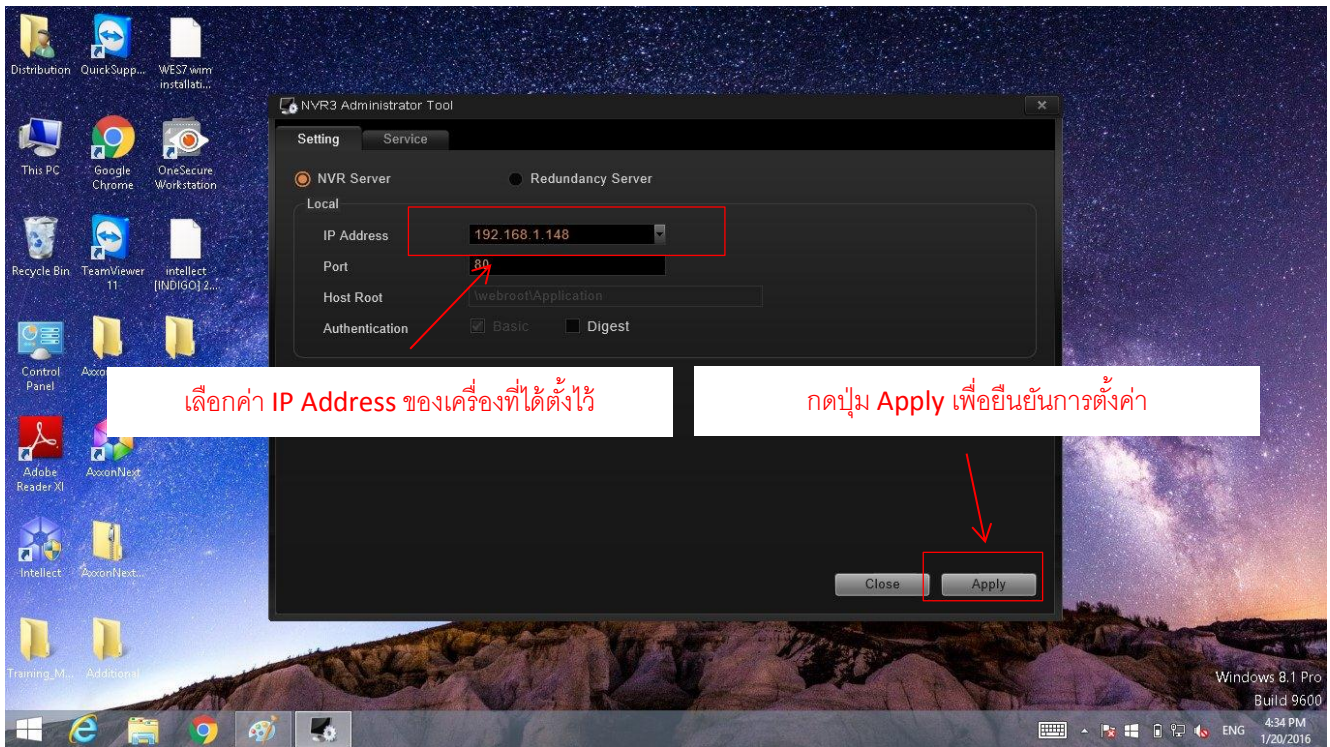 Distribution
QuickSupp...
WES7 wim
installati...
This PC
Google
Chrome
OneSecure
Workstation
Recycle Bin
TeamViewer
11
intellect
[INDIGO] 2...
Control
Panel
Adobe
Reader XI
AxxonNext
Intellect
AxxonNext...
Training_M...
Additional
NVR3 Administrator Tool
Setting
Service
NVR Server
Redundancy Server
Local
IP Address
192.168.1.148
Port
80
Host Root
\webroot\Application
Authentication
Basic
Digest
เลือกค่า IP Address ของเครื่องที่ได้ตั้งไว้
กดปุ่ม Apply เพื่อยืนยันการตั้งค่า
Close
Apply
Windows 8.1 Pro
Build 9600
ENG
4:34 PM
1/20/2016